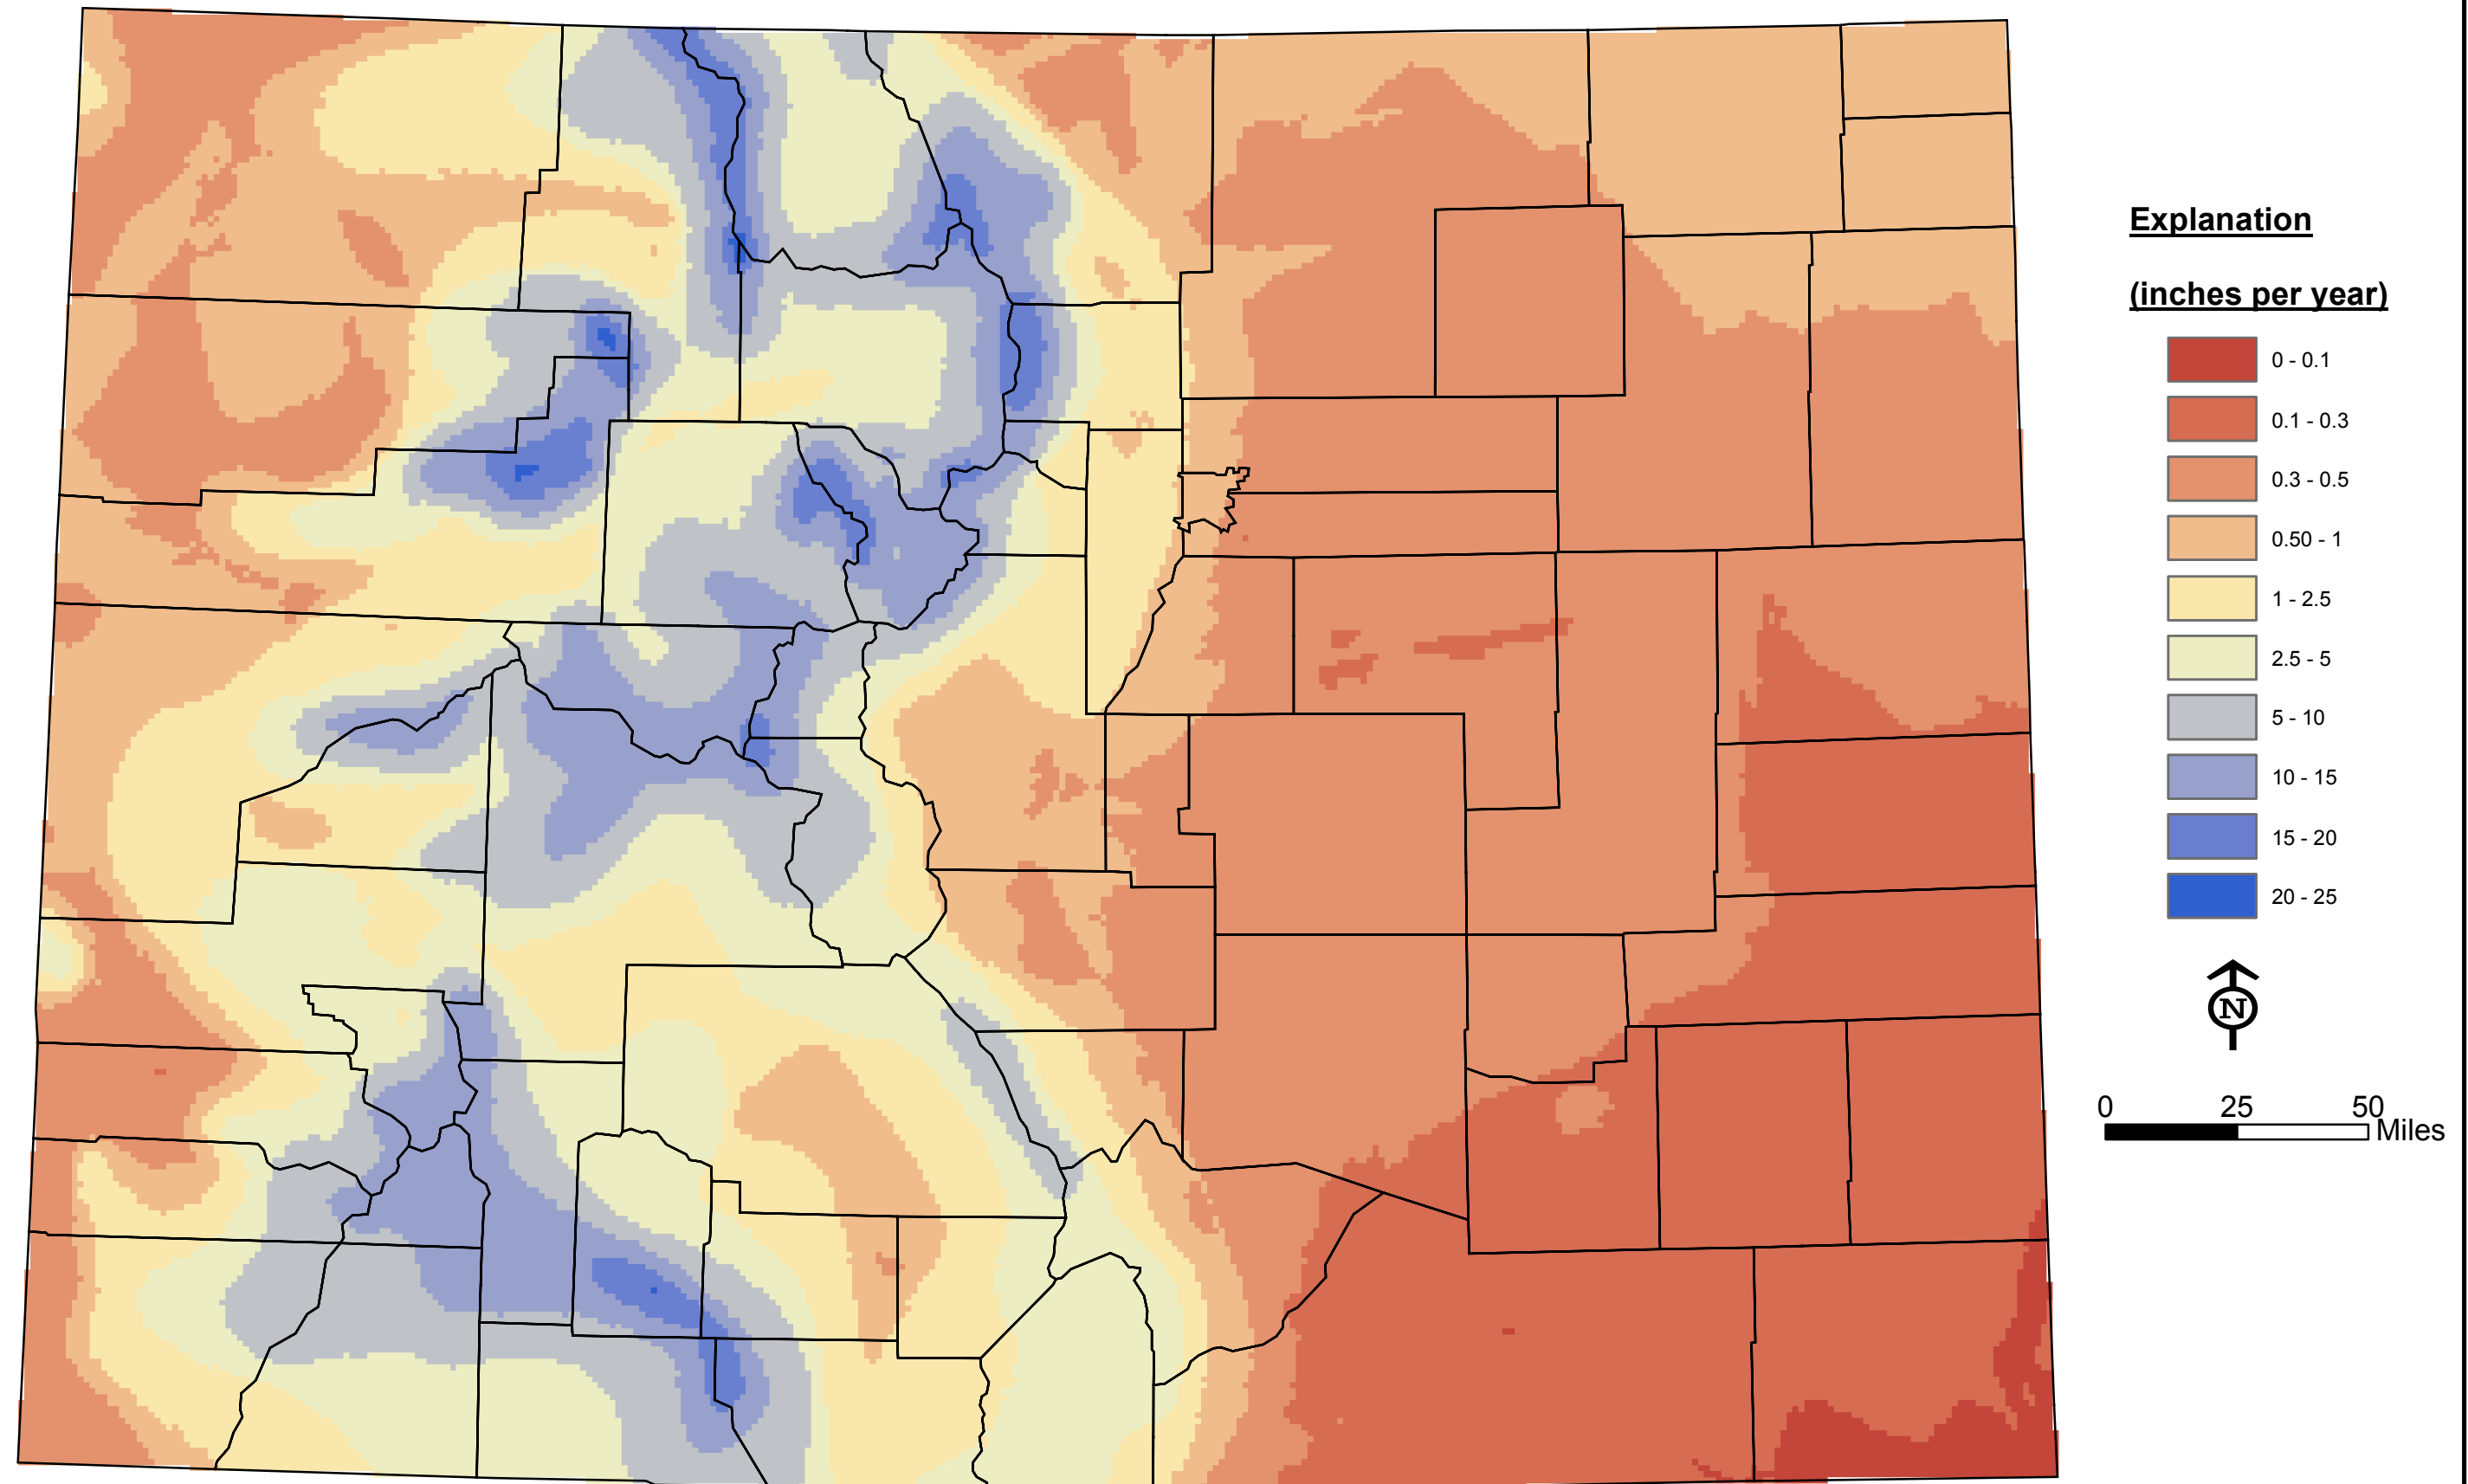 Explanation
(inches per year)
0 - 0.1
0.1 - 0.3
0.3 - 0.5
0.50 - 1
1 - 2.5
2.5 - 5
5 - 10
10 - 15
15 - 20
20 - 25
N
0 25 50
Miles